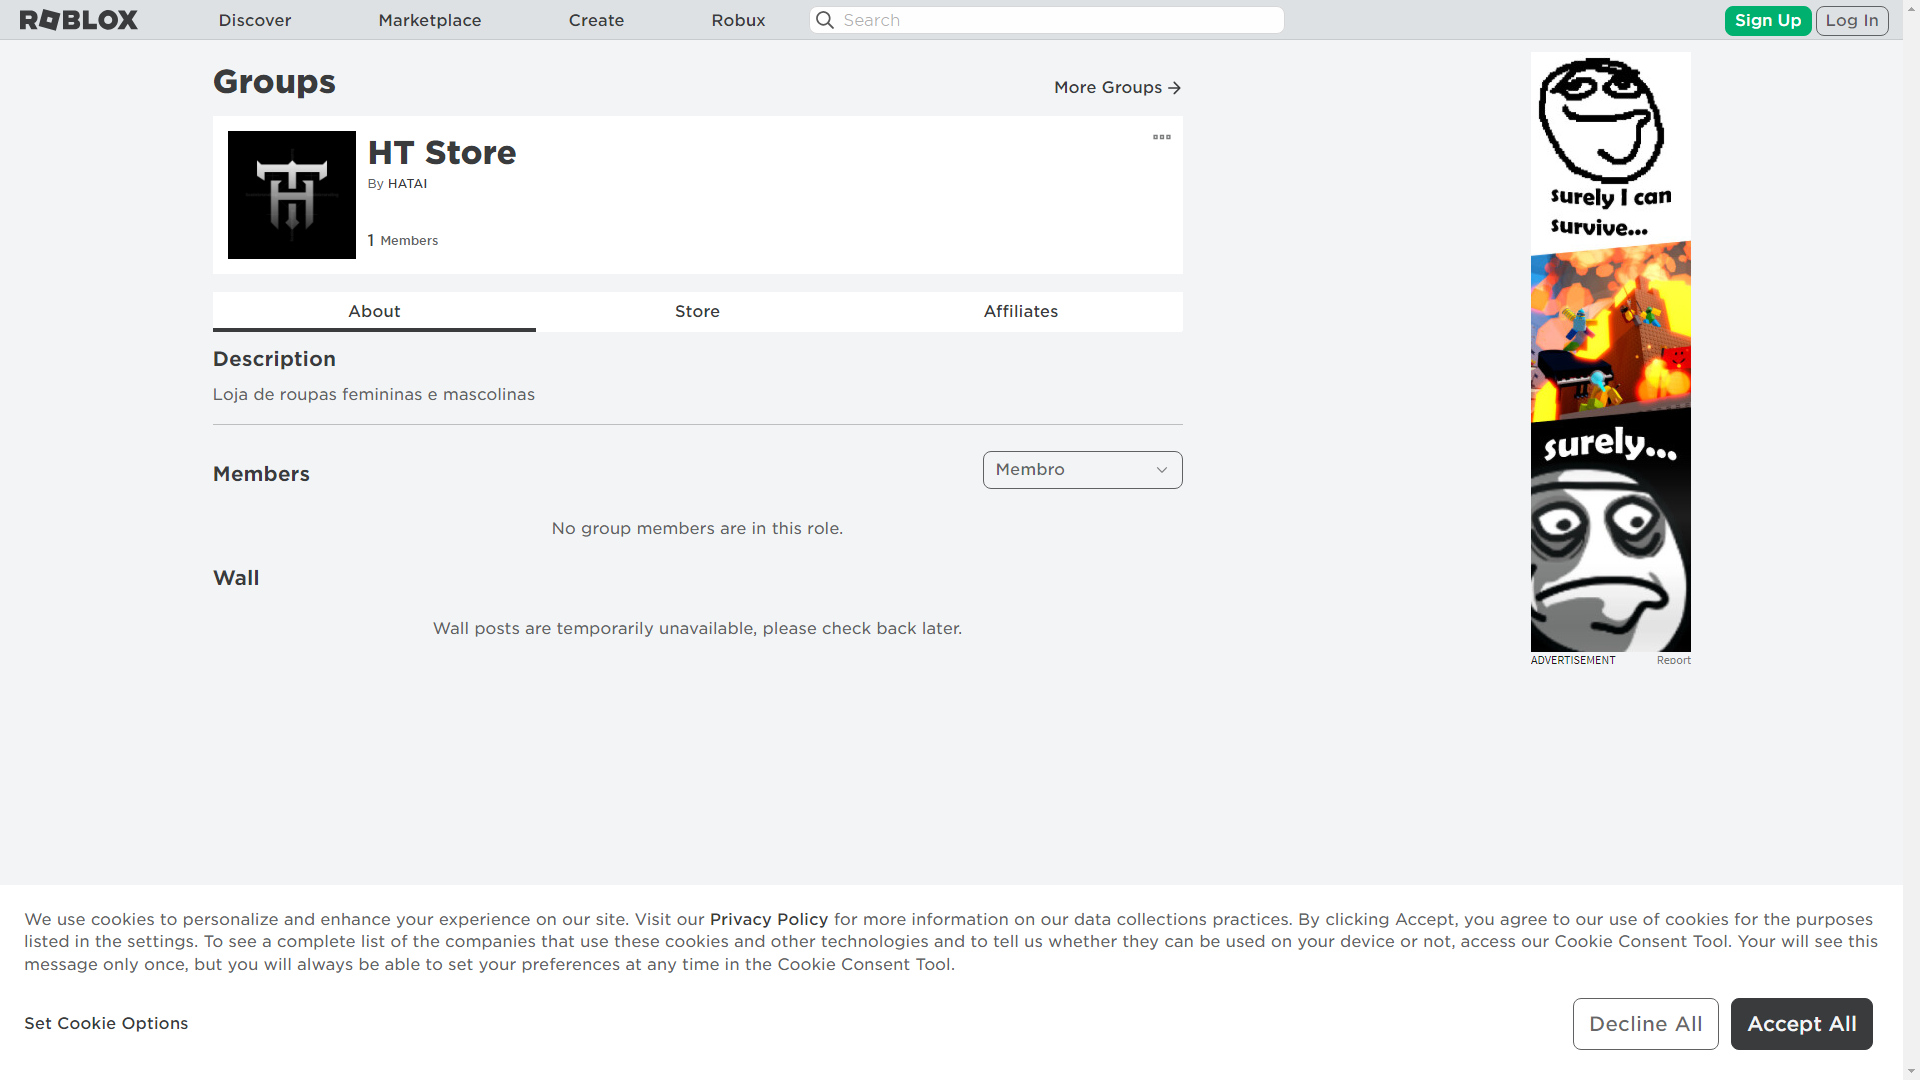 ROBLOX
Discover
Marketplace
Create
Robux
Search
Sign Up
Log In
Groups
More Groups
HT Store
By HATAI
1 Members
About
Store
Affiliates
Description
Loja de roupas femininas e mascolinas
Members
Membro
No group members are in this role.
Wall
Wall posts are temporarily unavailable, please check back later.
surely I can
survive...
surely...
ADVERTISEMENT
Report
We use cookies to personalize and enhance your experience on our site. Visit our Privacy Policy for more information on our data collections practices. By clicking Accept, you agree to our use of cookies for the purposes
listed in the settings. To see a complete list of the companies that use these cookies and other technologies and to tell us whether they can be used on your device or not, access our Cookie Consent Tool. Your will see this
message only once, but you will always be able to set your preferences at any time in the Cookie Consent Tool.
Set Cookie Options
Decline All
Accept All